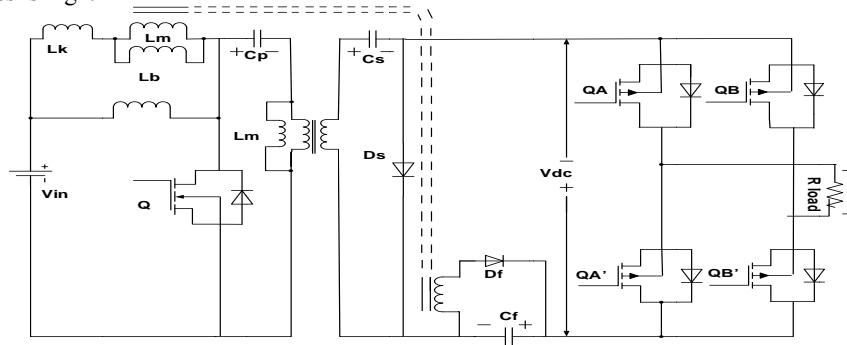 Lk
Lm
Lb
+Cp−
+Cs−
Lm
Ds
Vdc
−
+
QA
QB
R load
Vin
+
-
Q
Df
QA'
QB'
Cf
− +